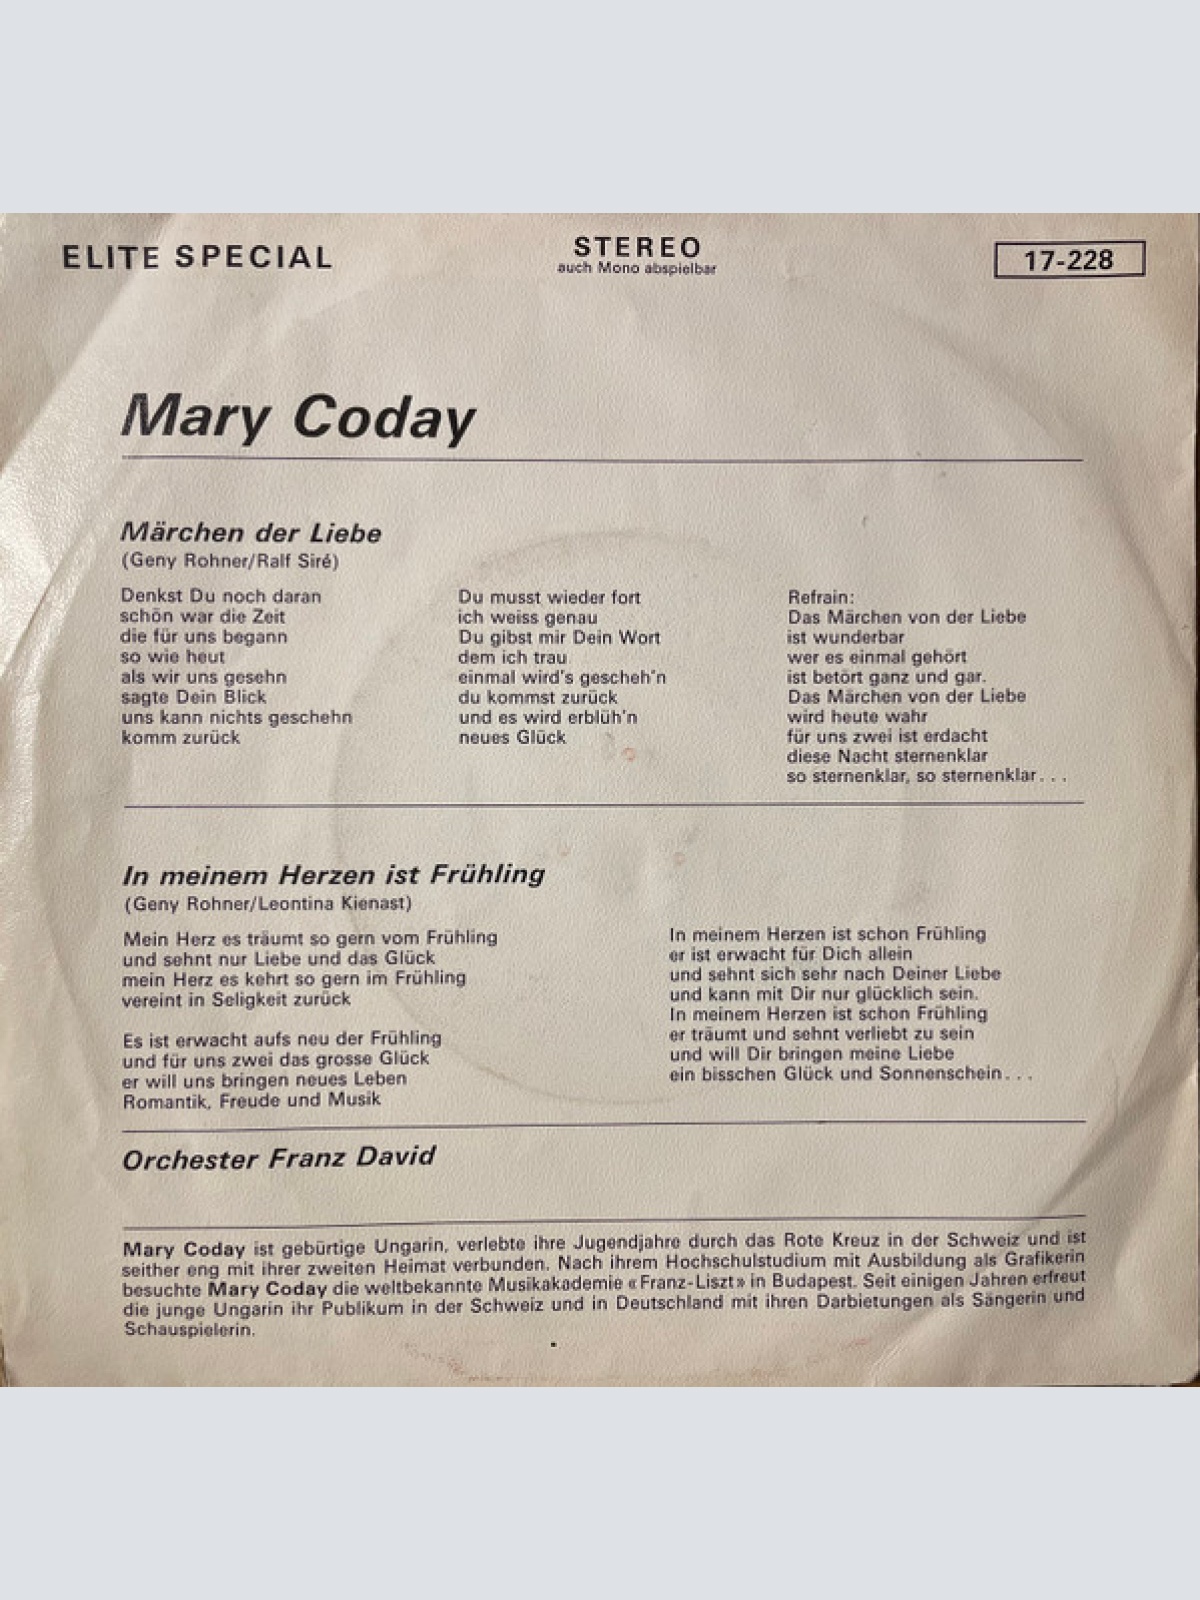 ELITE SPECIAL
STEREO
auch Mono abspielbar
17-228
Mary Coday
Märchen der Liebe
(Geny Rohner/Ralf Siré)
Denkst Du noch daran
schön war die Zeit
die für uns begann
so wie heut
als wir uns gesehn
sagte Dein Blick
uns kann nichts geschehn
komm zurück
Du musst wieder fort
ich weiss genau
Du gibst mir Dein Wort
dem ich trau
einmal wird's gescheh'n
du kommst zurück
und es wird erblüh'n
neues Glück
Refrain:
Das Märchen von der Liebe
ist wunderbar
wer es einmal gehört
ist betört ganz und gar.
Das Märchen von der Liebe
wird heute wahr
für uns zwei ist erdacht
diese Nacht sternenklar
so sternenklar, so sternenklar...
In meinem Herzen ist Frühling
(Geny Rohner/Leontina Kienast)
Mein Herz es träumt so gern vom Frühling
und sehnt nur Liebe und das Glück
mein Herz es kehrt so gern im Frühling
vereint in Seligkeit zurück
Es ist erwacht aufs neu der Frühling
und für uns zwei das grosse Glück
er will uns bringen neues Leben
Romantik, Freude und Musik
In meinem Herzen ist schon Frühling
er ist erwacht für Dich allein
und sehnt sich sehr nach Deiner Liebe
und kann mit Dir nur glücklich sein.
In meinem Herzen ist schon Frühling
er träumt und sehnt verliebt zu sein
und will Dir bringen meine Liebe
ein bisschen Glück und Sonnenschein...
Orchester Franz David
Mary Coday ist gebürtige Ungarin, verlebte ihre Jugendjahre durch das Rote Kreuz in der Schweiz und ist
seither eng mit ihrer zweiten Heimat verbunden. Nach ihrem Hochschulstudium mit Ausbildung als Grafikerin
besuchte Mary Coday die weltbekannte Musikakademie «Franz-Liszt» in Budapest. Seit einigen Jahren erfreut
die junge Ungarin ihr Publikum in der Schweiz und in Deutschland mit ihren Darbietungen als Sängerin und
Schauspielerin.